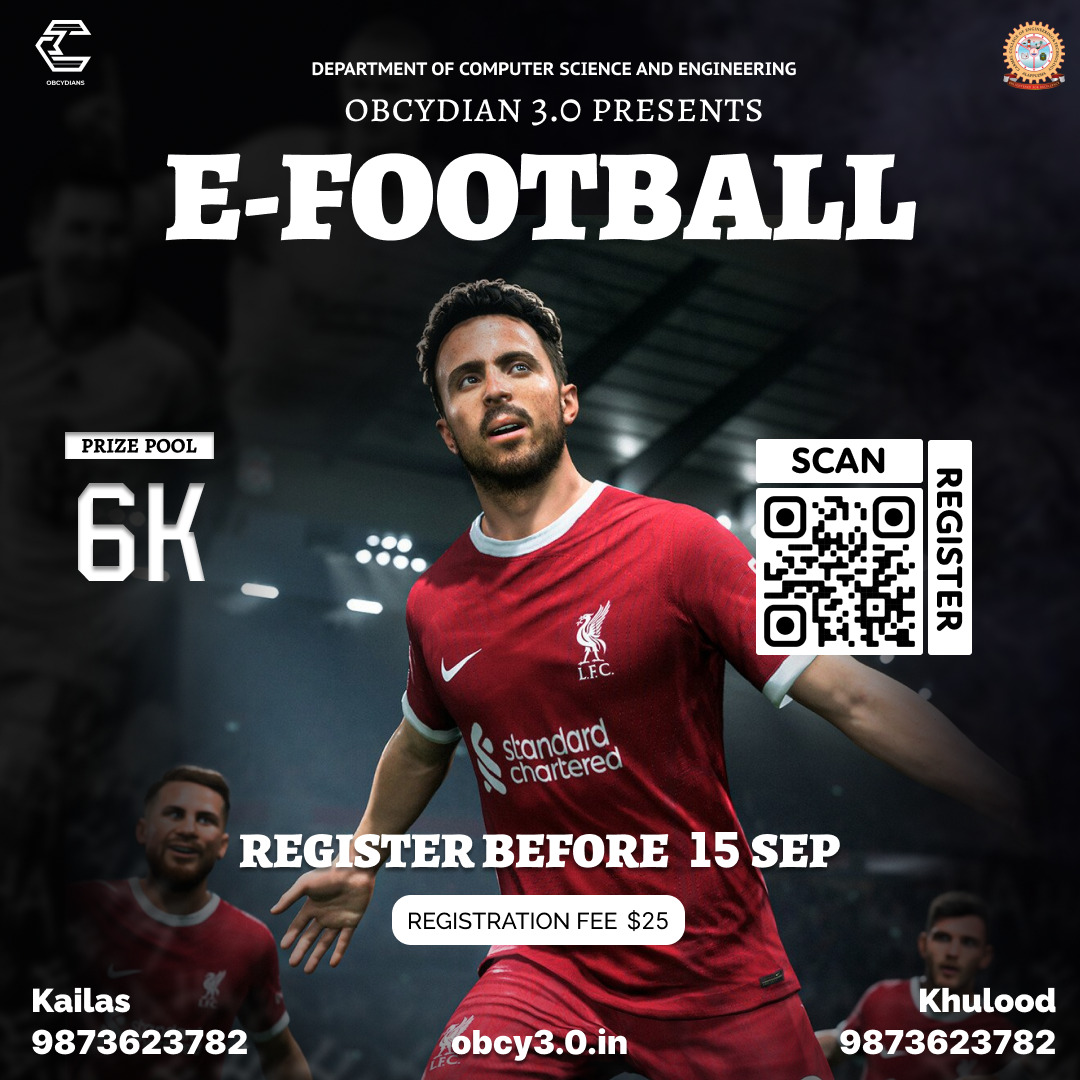 OBCYDIANS
DEPARTMENT OF COMPUTER SCIENCE AND ENGINEERING
OBCYDIAN 3.0 PRESENTS
E-FOOTBALL
PRIZE POOL
6K
SCAN
REGISTER
L.F.C.
standard
chartered
REGISTER BEFORE 15 SEP
REGISTRATION FEE $25
Kailas
9873623782
L.F.C.
obcy3.0.in
Khulood
9873623782